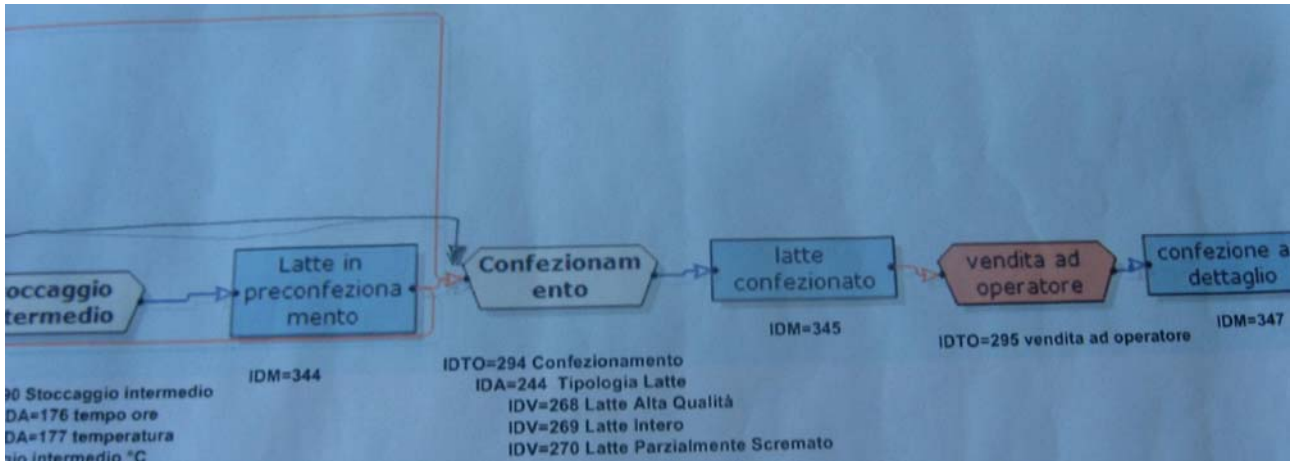 Latte in
preconfeziona
mento
IDM=344
Confezionam
ento
IDTO=294 Confezionamento
IDA=244 Tipologia Latte
IDV=268 Latte Alta Qualità
IDV=269 Latte Intero
IDV=270 Latte Parzialmente Scremato
latte
confezionato
IDM=345
vendita ad
operatore
IDTO=295 vendita ad operatore
confezione a
dettaglio
IDM=347
occaggio
termedio
90 Stoccaggio intermedio
DA=176 tempo ore
DA=177 temperatura
gio intermedio °C